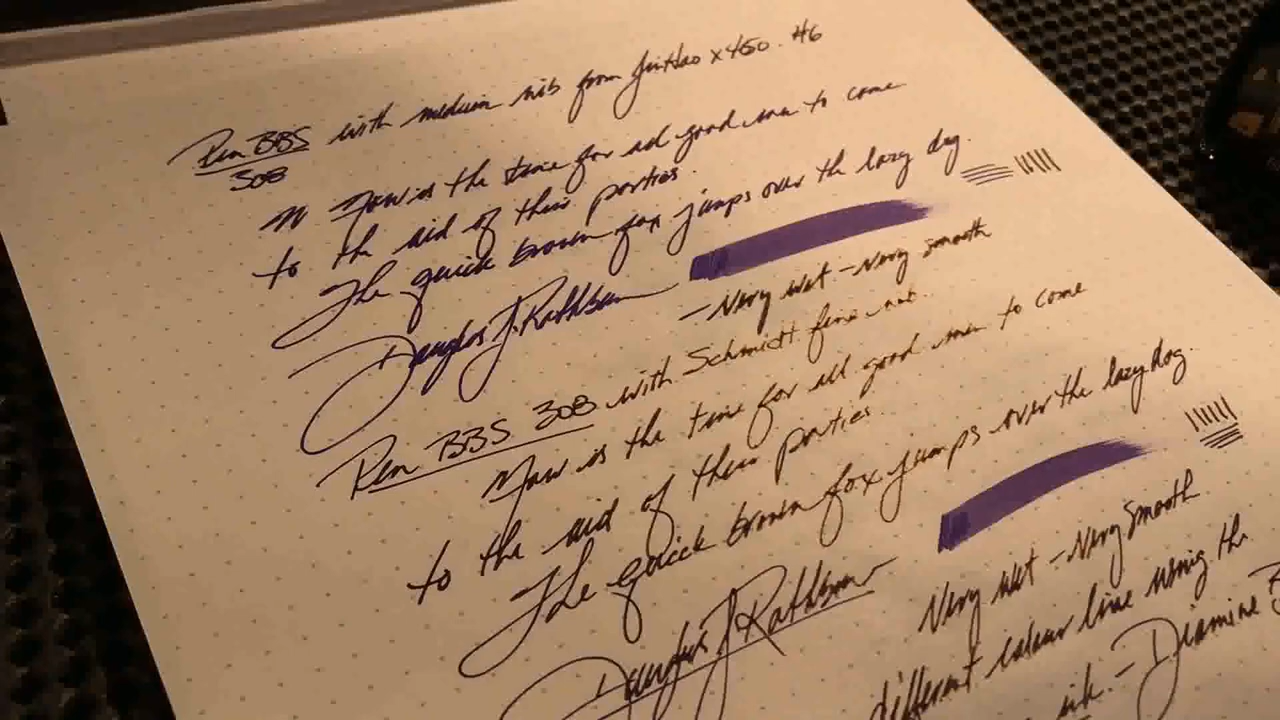 Pen BBS with medium nib from JinHao x450. #6
308
Now is the time for all good men to come
to the aid of their parties.
The quick brown fox jumps over the lazy dog.
Douglas J. Rathbun
- Very wet - Very smooth
Pen BBS 308 with Schmidt fine nib.
Now is the time for all good men to come
to the aid of their parties
The quick brown fox jumps over the lazy dog.
Douglas J Rathbun
Very wet - Very smooth
different colour line using the
ink. - Diamine